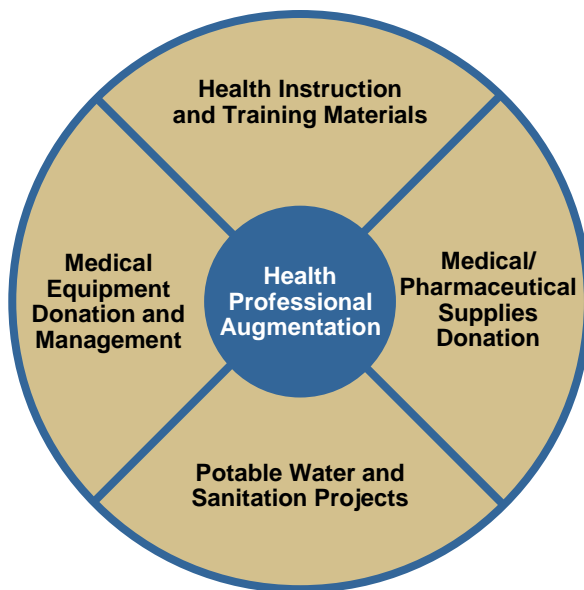 Health Instruction
and Training Materials
Medical
Equipment
Donation and
Management
Health
Professional
Augmentation
Medical/
Pharmaceutical
Supplies
Donation
Potable Water and
Sanitation Projects